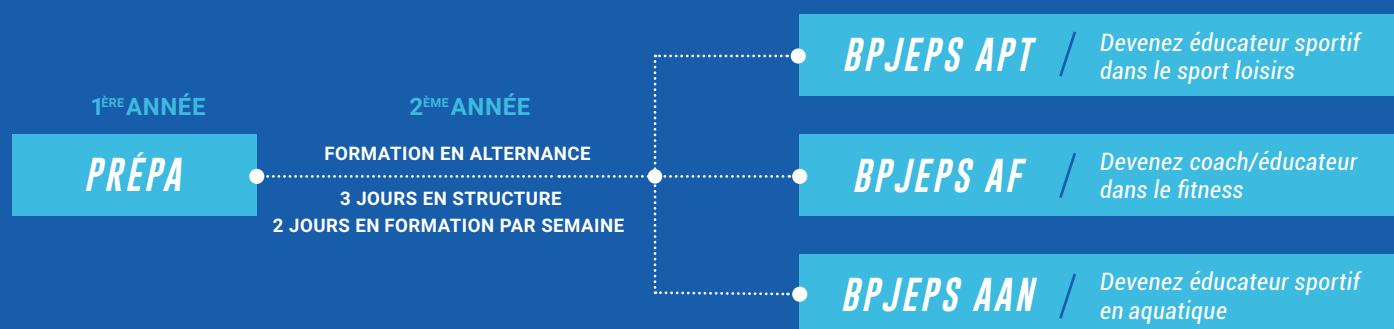 1ÈRE ANNÉE
PRÉPA
2ÈME ANNÉE
FORMATION EN ALTERNANCE
3 JOURS EN STRUCTURE
2 JOURS EN FORMATION PAR SEMAINE
BPJEPS APT / Devenez éducateur sportif
dans le sport loisirs
BPJEPS AF / Devenez coach/éducateur
dans le fitness
BPJEPS AAN / Devenez éducateur sportif
en aquatique